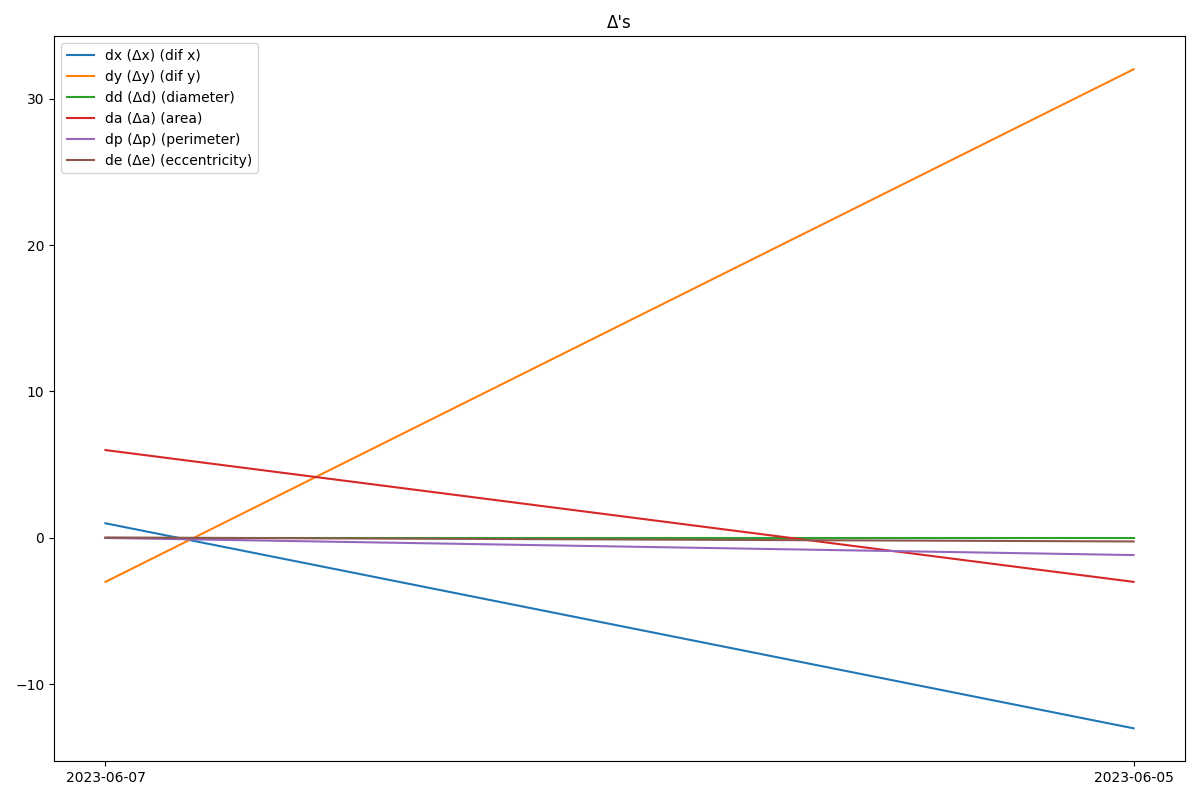 Δ's
dx (Δx) (dif x)
dy (Δy) (dif y)
dd (Δd) (diameter)
da (Δa) (area)
dp (Δp) (perimeter)
de (Δe) (eccentricity)
30
20
10
0
−10
2023-06-07
2023-06-05